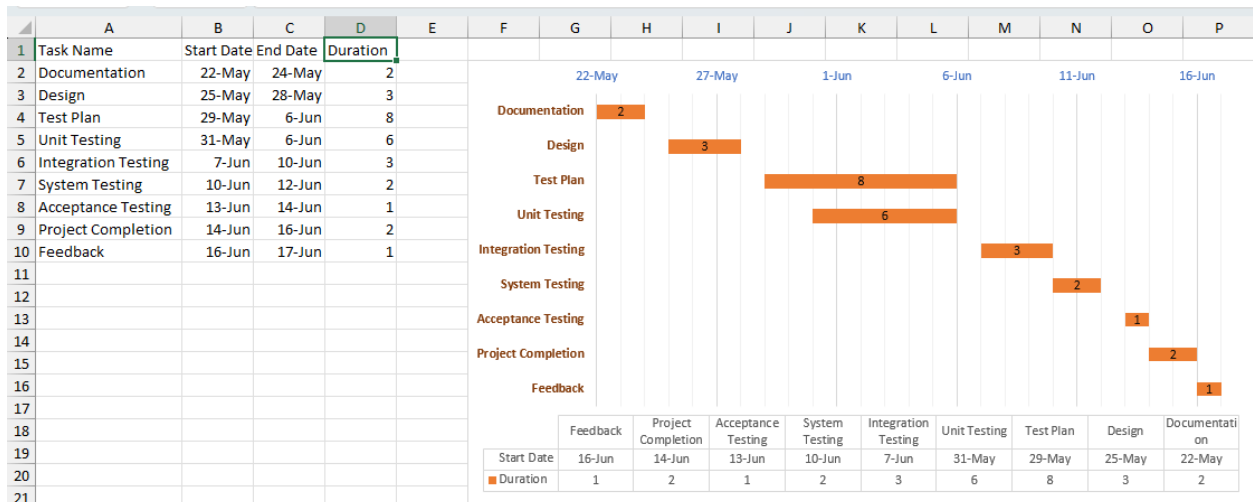 A B C D E F G H I J K L M N O P
1 Task Name Start Date End Date Duration
2 Documentation 22-May 24-May 2
3 Design 25-May 28-May 3
4 Test Plan 29-May 6-Jun 8
5 Unit Testing 31-May 6-Jun 6
6 Integration Testing 7-Jun 10-Jun 3
7 System Testing 10-Jun 12-Jun 2
8 Acceptance Testing 13-Jun 14-Jun 1
9 Project Completion 14-Jun 16-Jun 2
10 Feedback 16-Jun 17-Jun 1
11
12
13
14
15
16
17
18
19
20
21
22-May 27-May 1-Jun 6-Jun 11-Jun 16-Jun
Documentation 2
Design 3
Test Plan 8
Unit Testing 6
Integration Testing 3
System Testing 2
Acceptance Testing 1
Project Completion 2
Feedback 1
Feedback Project Acceptance System Integration Unit Testing Test Plan Design Documentati
Completion Testing Testing Testing on
Start Date 16-Jun 14-Jun 13-Jun 10-Jun 7-Jun 31-May 29-May 25-May 22-May
Duration 1 2 1 2 3 6 8 3 2